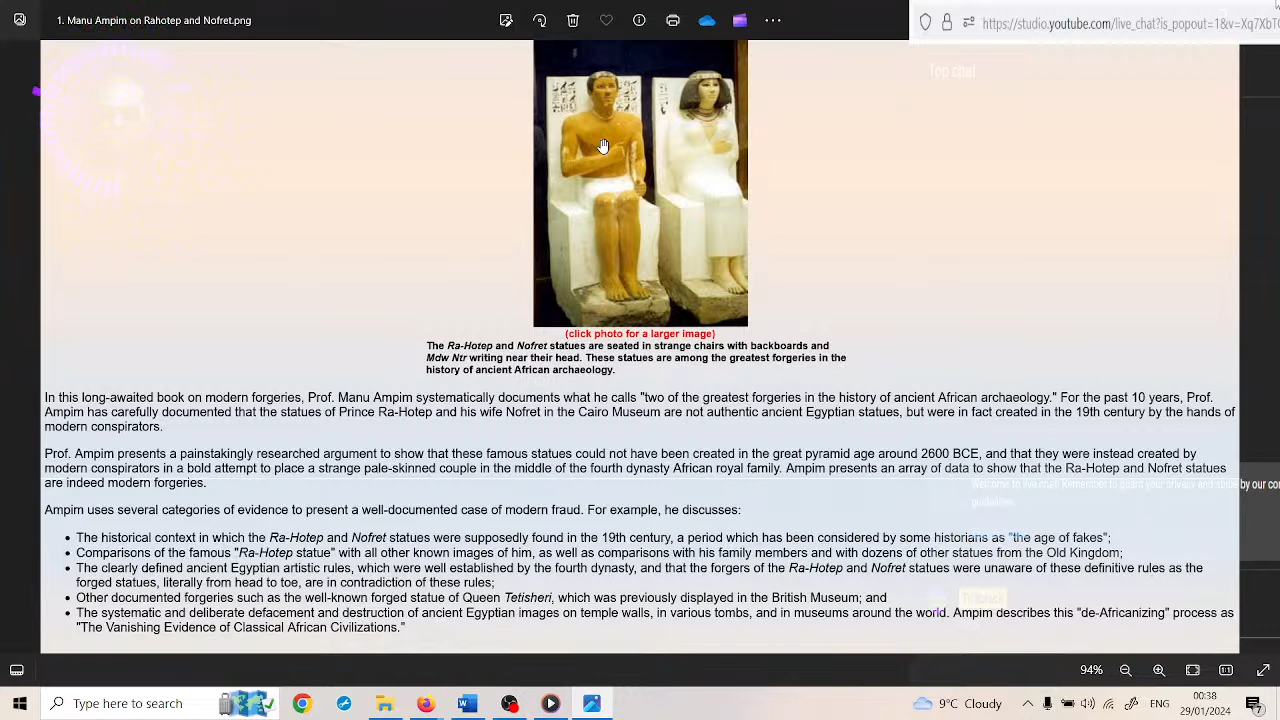 1. Manu Ampim on Rahotep and Nofret.png
https://studio.youtube.com/live_chat?is_popout=1&v=Xq7XbT
Top chat
(click photo for a larger image)
The Ra-Hotep and Nofret statues are seated in strange chairs with backboards and
Mdw Ntr writing near their head. These statues are among the greatest forgeries in the
history of ancient African archaeology.
In this long-awaited book on modern forgeries, Prof. Manu Ampim systematically documents what he calls "two of the greatest forgeries in the history of ancient African archaeology." For the past 10 years, Prof.
Ampim has carefully documented that the statues of Prince Ra-Hotep and his wife Nofret in the Cairo Museum are not authentic ancient Egyptian statues, but were in fact created in the 19th century by the hands of
modern conspirators.
Prof. Ampim presents a painstakingly researched argument to show that these famous statues could not have been created in the great pyramid age around 2600 BCE, and that they were instead created by
modern conspirators in a bold attempt to place a strange pale-skinned couple in the middle of the fourth dynasty African royal family. Ampim presents an array of data to show that the Ra-Hotep and Nofret statues
are indeed modern forgeries.
Welcome to live chat! Remember to guard your privacy and abide by our com
guidelines.
Ampim uses several categories of evidence to present a well-documented case of modern fraud. For example, he discusses:
• The historical context in which the Ra-Hotep and Nofret statues were supposedly found in the 19th century, a period which has been considered by some historians as "the age of fakes";
• Comparisons of the famous "Ra-Hotep statue" with all other known images of him, as well as comparisons with his family members and with dozens of other statues from the Old Kingdom;
• The clearly defined ancient Egyptian artistic rules, which were well established by the fourth dynasty, and that the forgers of the Ra-Hotep and Nofret statues were unaware of these definitive rules as the
forged statues, literally from head to toe, are in contradiction of these rules;
• Other documented forgeries such as the well-known forged statue of Queen Tetisheri, which was previously displayed in the British Museum; and
• The systematic and deliberate defacement and destruction of ancient Egyptian images on temple walls, in various tombs, and in museums around the world. Ampim describes this "de-Africanizing" process as
"The Vanishing Evidence of Classical African Civilizations."
94%
1:1
Type here to search
9°C Cloudy
ENG
00:38
29/01/2024
7